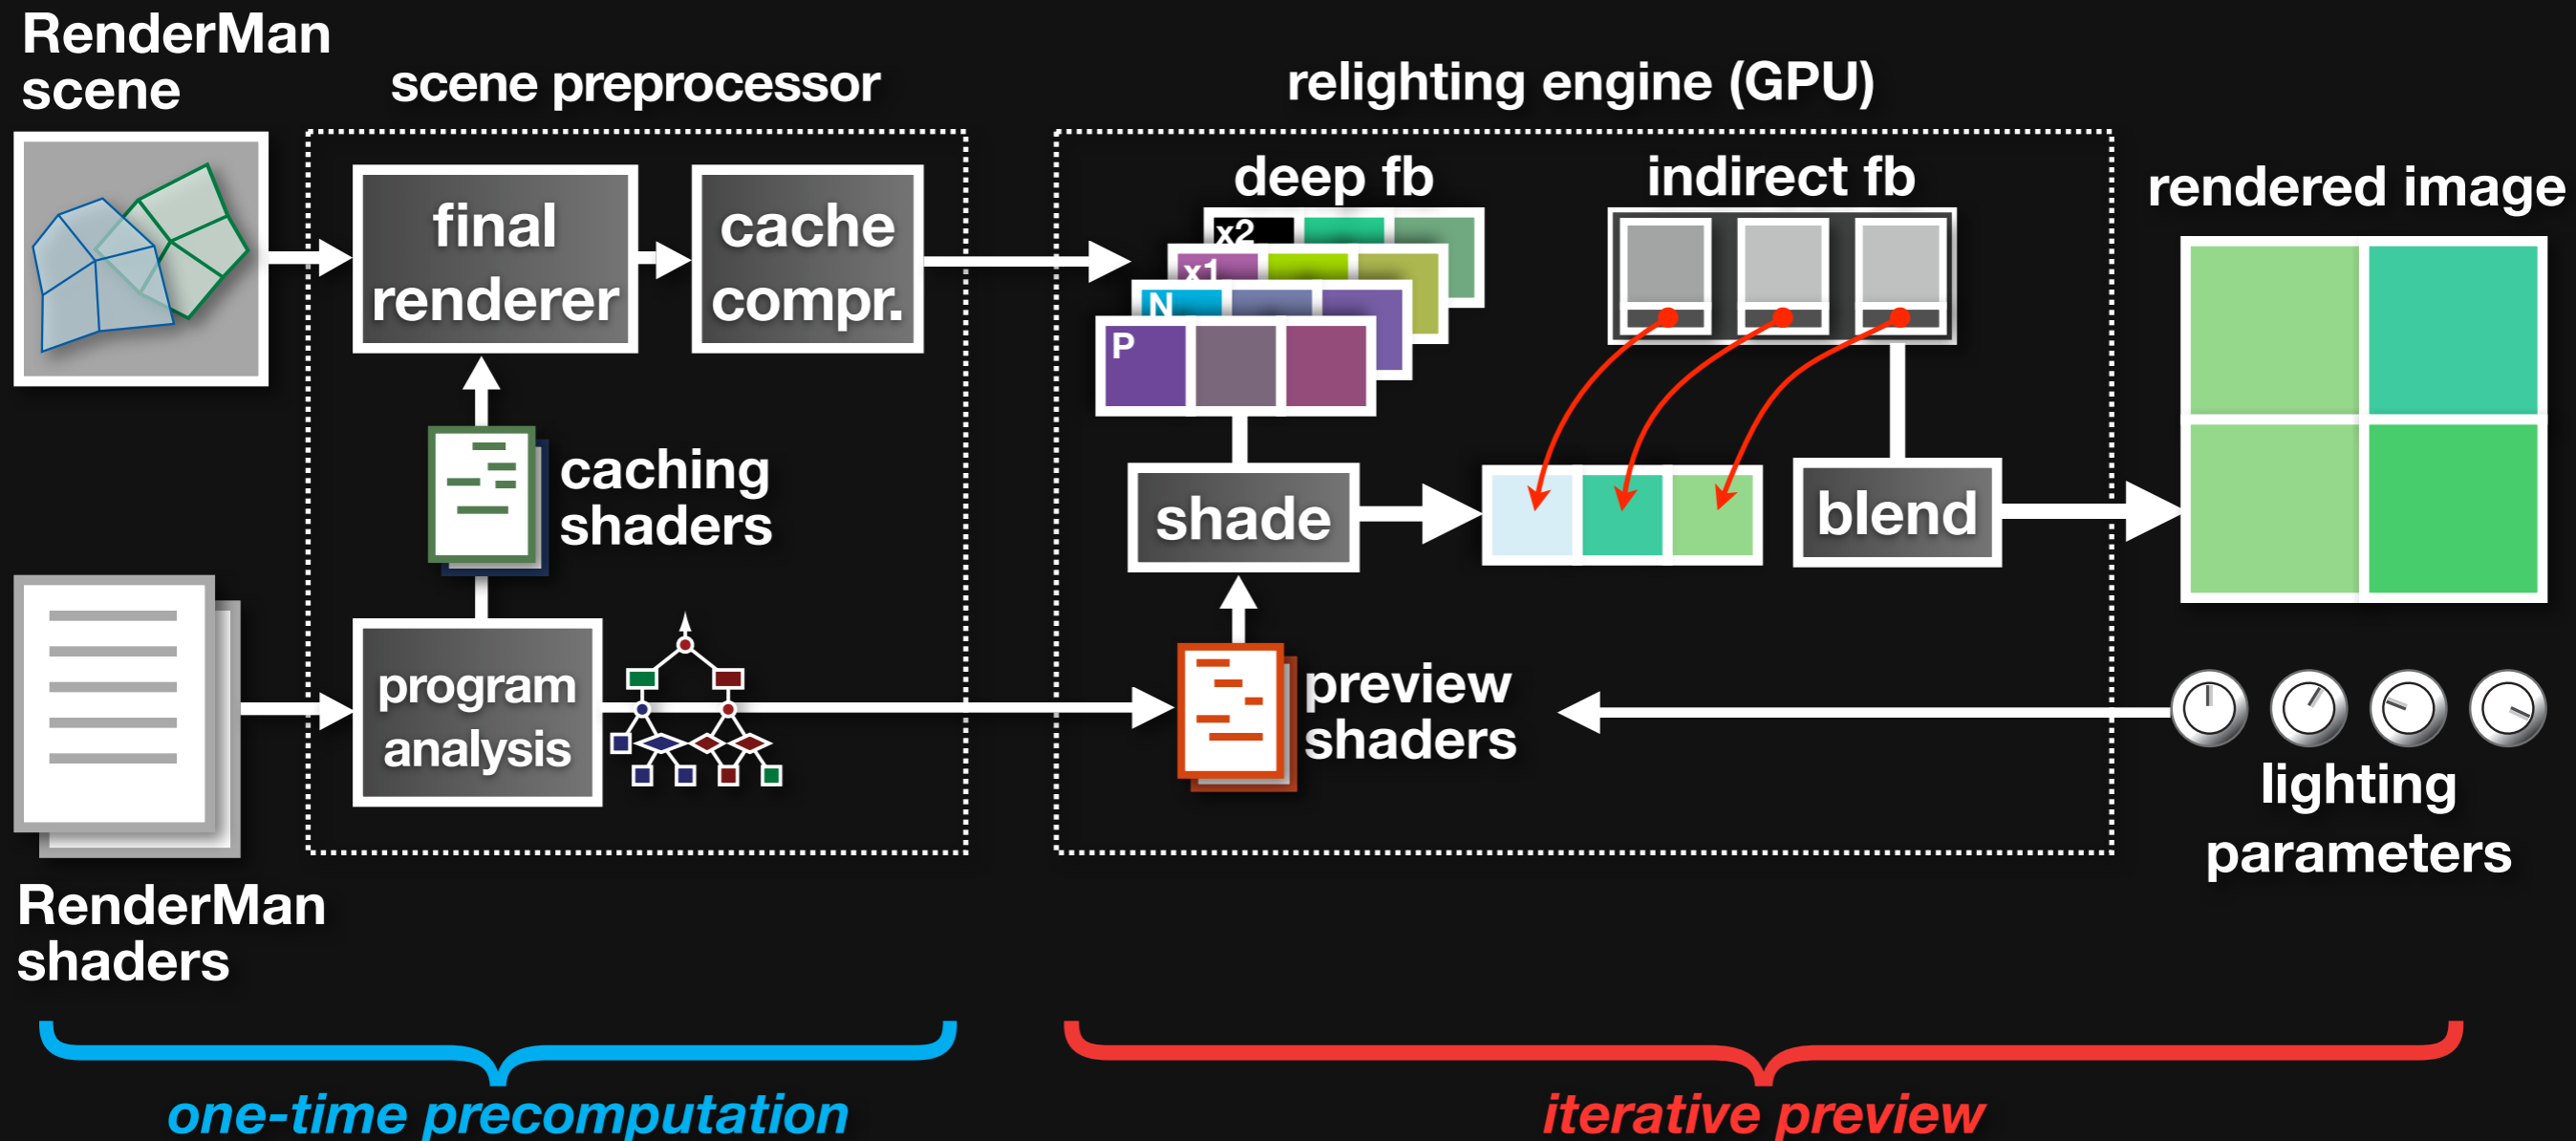 RenderMan
scene
scene preprocessor
relighting engine (GPU)
final
renderer
cache
compr.
deep fb
x2
x1
N
P
indirect fb
rendered image
caching
shaders
shade
blend
program
analysis
preview
shaders
lighting
parameters
RenderMan
shaders
one-time precomputation
iterative preview